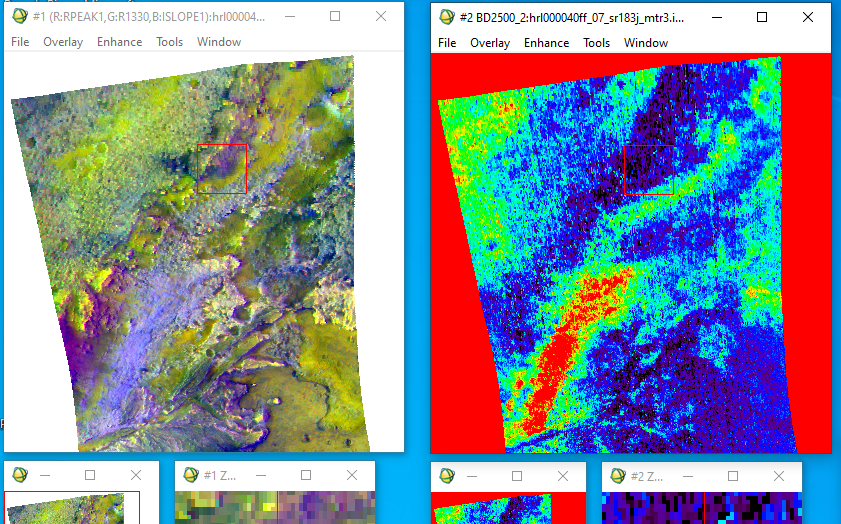 #1 (R:RPEAK1,G:R1330,B:ISLOPE1):hrl00004...
File Overlay Enhance Tools Window
#2 BD2500_2:hrl000040ff_07_sr183j_mtr3.i...
File Overlay Enhance Tools Window
#1 Z...
#2 Z...